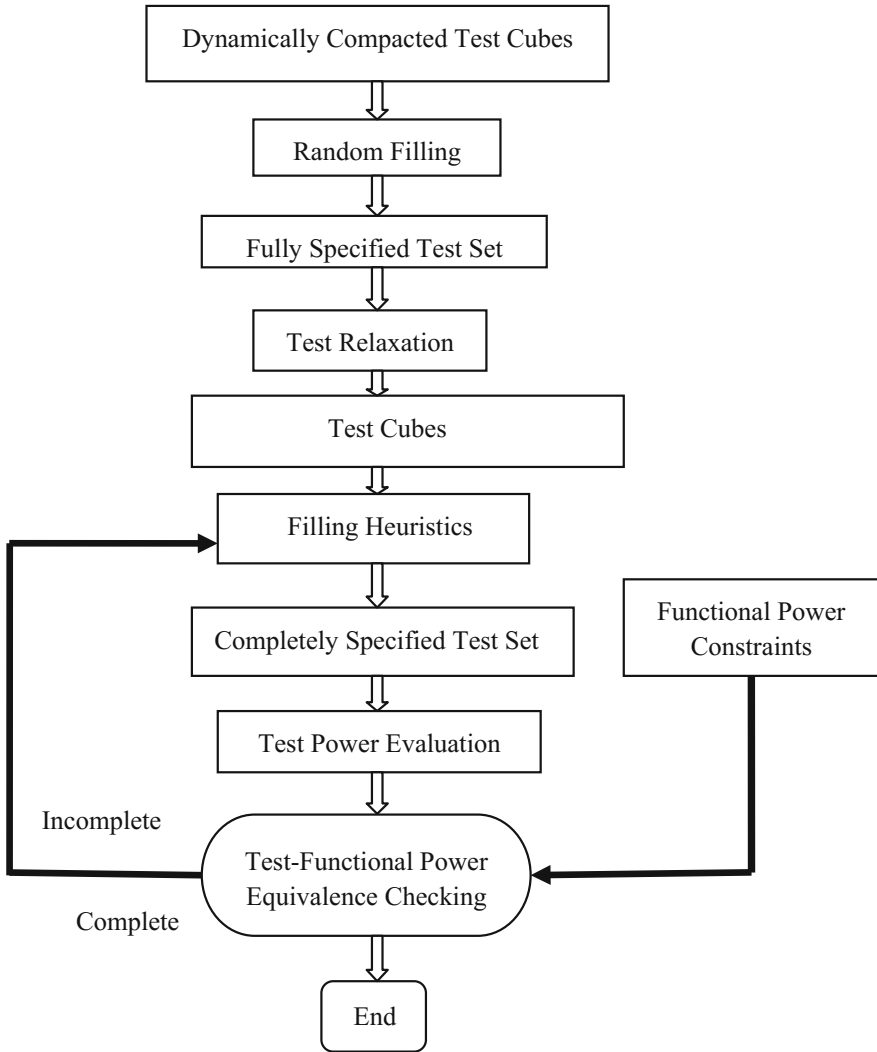 Dynamically Compacted Test Cubes
Random Filling
Fully Specified Test Set
Test Relaxation
Test Cubes
Filling Heuristics
Completely Specified Test Set
Functional Power
Constraints
Test Power Evaluation
Incomplete
Test-Functional Power
Equivalence Checking
Complete
End